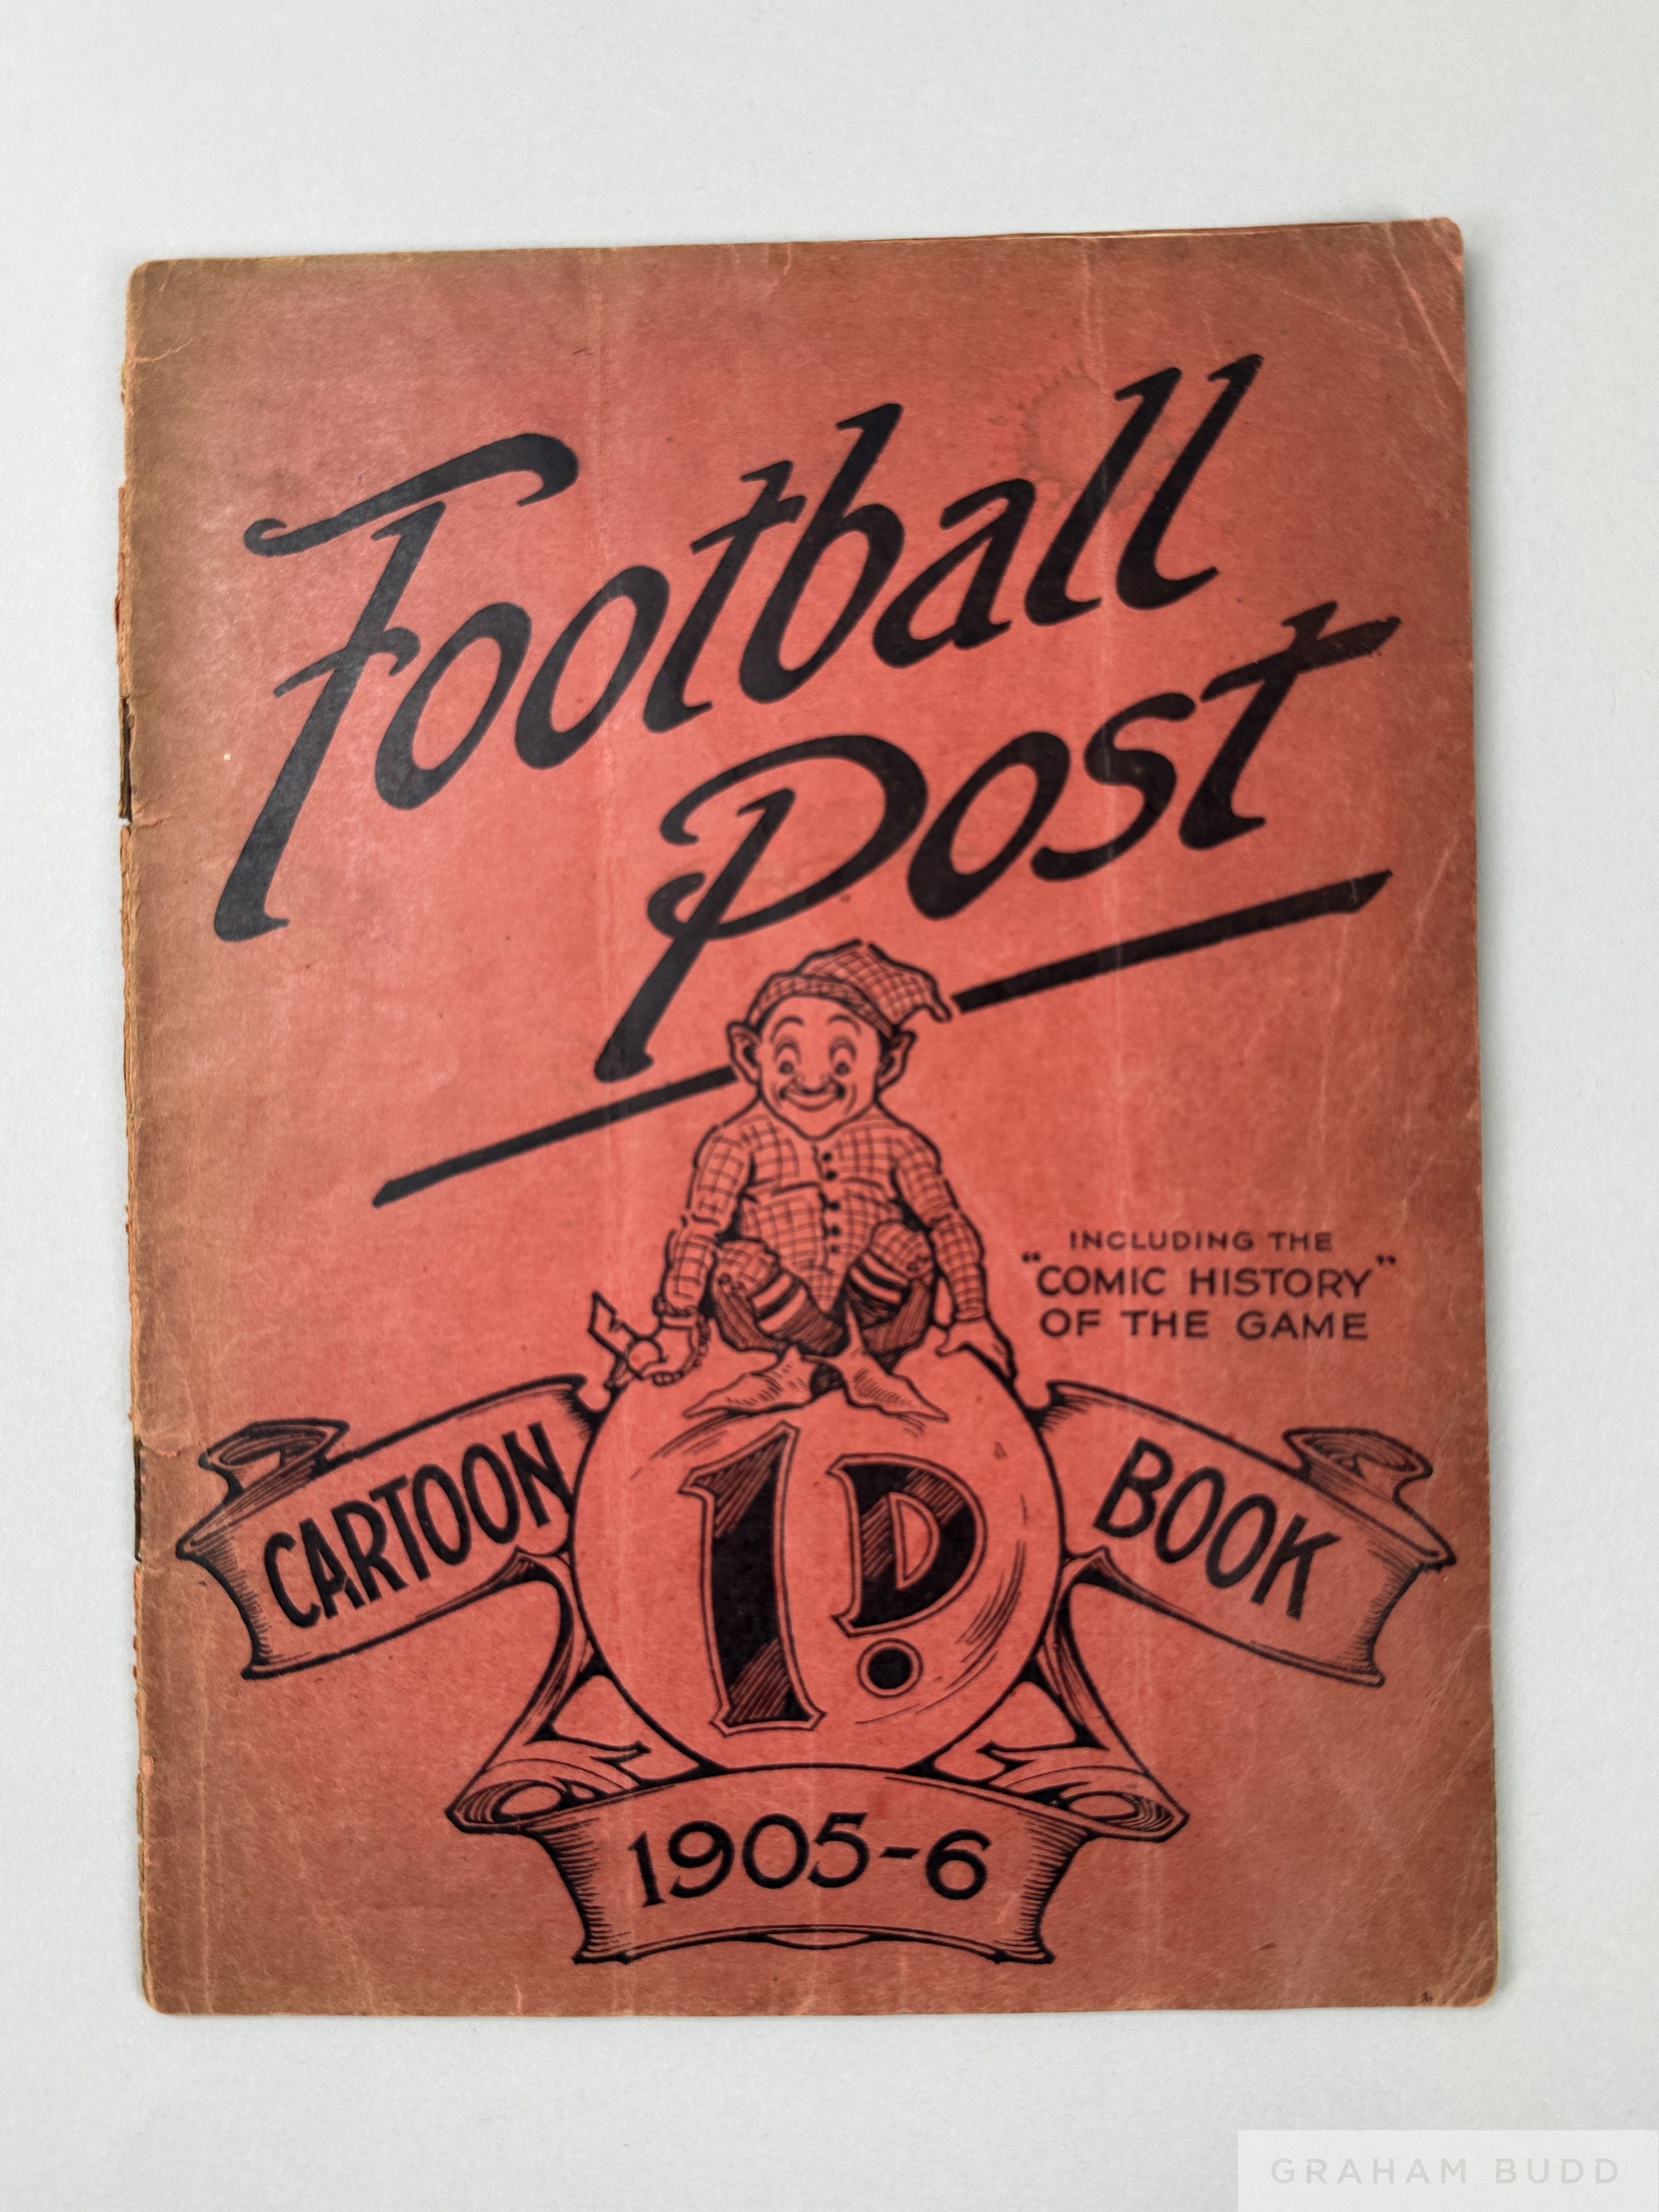 Football
Post
INCLUDING THE
"COMIC HISTORY"
OF THE GAME
CARTOON
1D.
BOOK
1905-6
GRAHAM BUDD